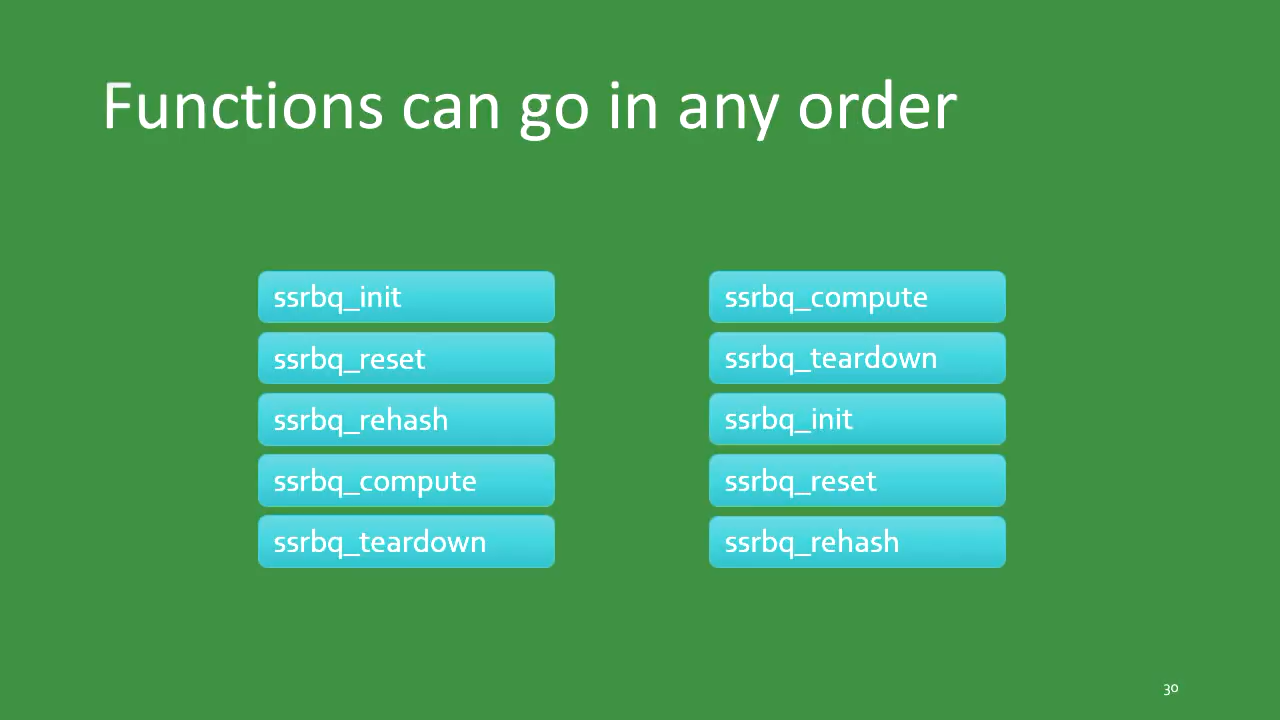 Functions can go in any order
ssrbq_init
ssrbq_reset
ssrbq_rehash
ssrbq_compute
ssrbq_teardown
ssrbq_compute
ssrbq_teardown
ssrbq_init
ssrbq_reset
ssrbq_rehash
30